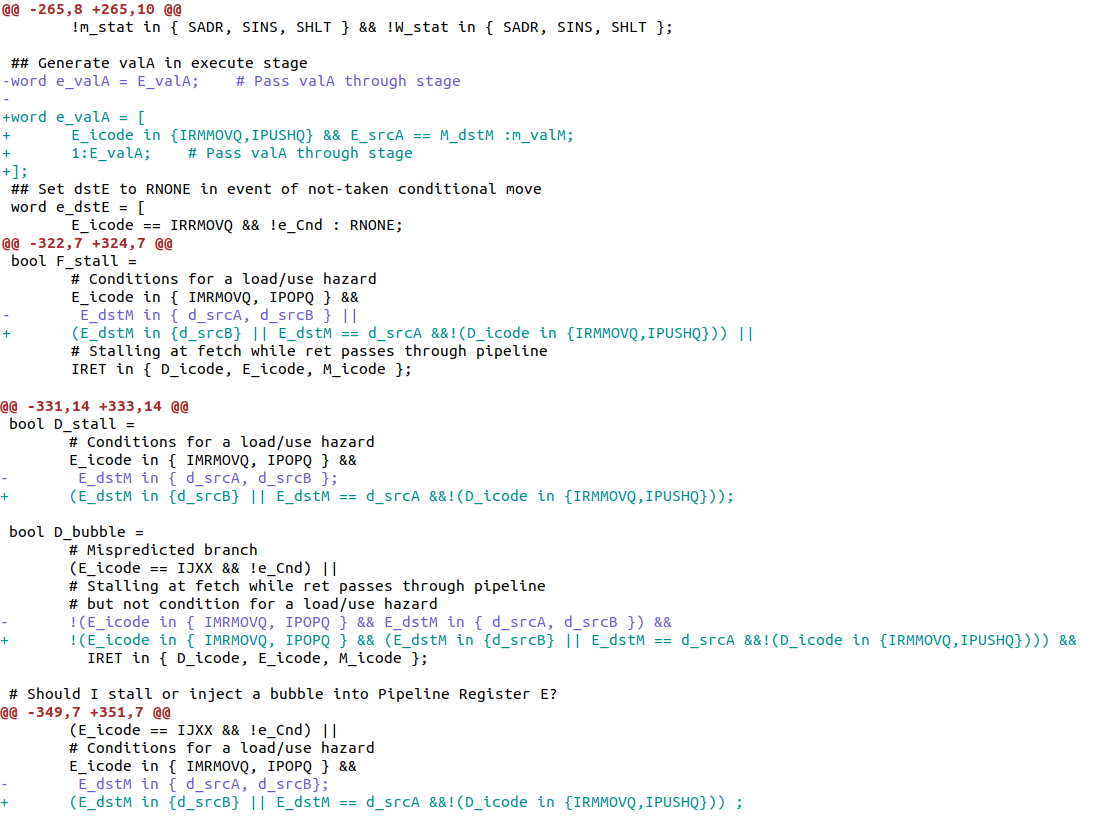 @@ -265,8 +265,10 @@
        !m_stat in { SADR, SINS, SHLT } && !W_stat in { SADR, SINS, SHLT };
 ## Generate valA in execute stage
-word e_valA = E_valA;    # Pass valA through stage
-
+word e_valA = [
+       E_icode in {IRMMOVQ,IPUSHQ} && E_srcA == M_dstM :m_valM;
+       1:E_valA;    # Pass valA through stage
+];
 ## Set dstE to RNONE in event of not-taken conditional move
 word e_dstE = [
        E_icode == IRRMOVQ && !e_Cnd : RNONE;
@@ -322,7 +324,7 @@
 bool F_stall =
        # Conditions for a load/use hazard
        E_icode in { IMRMOVQ, IPOPQ } &&
-        E_dstM in { d_srcA, d_srcB } ||
+       (E_dstM in {d_srcB} || E_dstM == d_srcA &&!(D_icode in {IRMMOVQ,IPUSHQ})) ||
        # Stalling at fetch while ret passes through pipeline
        IRET in { D_icode, E_icode, M_icode };
@@ -331,14 +333,14 @@
 bool D_stall =
        # Conditions for a load/use hazard
        E_icode in { IMRMOVQ, IPOPQ } &&
-        E_dstM in { d_srcA, d_srcB };
+       (E_dstM in {d_srcB} || E_dstM == d_srcA &&!(D_icode in {IRMMOVQ,IPUSHQ}));
 bool D_bubble =
        # Mispredicted branch
        (E_icode == IJXX && !e_Cnd) ||
        # Stalling at fetch while ret passes through pipeline
        # but not condition for a load/use hazard
-       !(E_icode in { IMRMOVQ, IPOPQ } && E_dstM in { d_srcA, d_srcB }) &&
+       !(E_icode in { IMRMOVQ, IPOPQ } && (E_dstM in {d_srcB} || E_dstM == d_srcA &&!(D_icode in {IRMMOVQ,IPUSHQ}))) &&
         IRET in { D_icode, E_icode, M_icode };
 # Should I stall or inject a bubble into Pipeline Register E?
@@ -349,7 +351,7 @@
        (E_icode == IJXX && !e_Cnd) ||
        # Conditions for a load/use hazard
        E_icode in { IMRMOVQ, IPOPQ } &&
-        E_dstM in { d_srcA, d_srcB};
+       (E_dstM in {d_srcB} || E_dstM == d_srcA &&!(D_icode in {IRMMOVQ,IPUSHQ})) ;